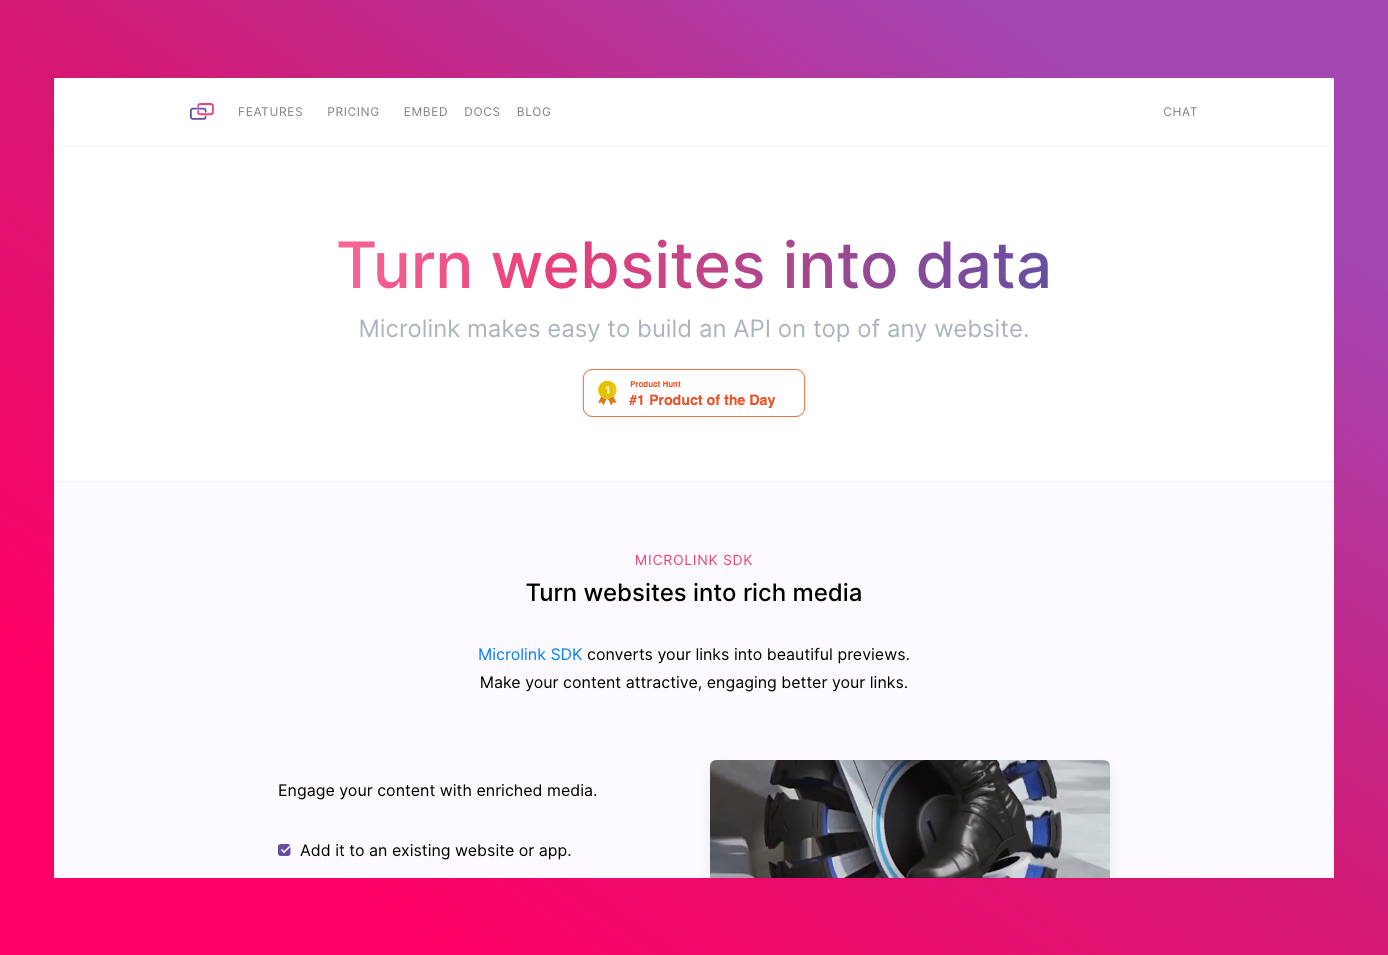 FEATURES PRICING EMBED DOCS BLOG CHAT
Turn websites into data
Microlink makes easy to build an API on top of any website.
1
Product Hunt
#1 Product of the Day
MICROLINK SDK
Turn websites into rich media
Microlink SDK converts your links into beautiful previews.
Make your content attractive, engaging better your links.
Engage your content with enriched media.
Add it to an existing website or app.